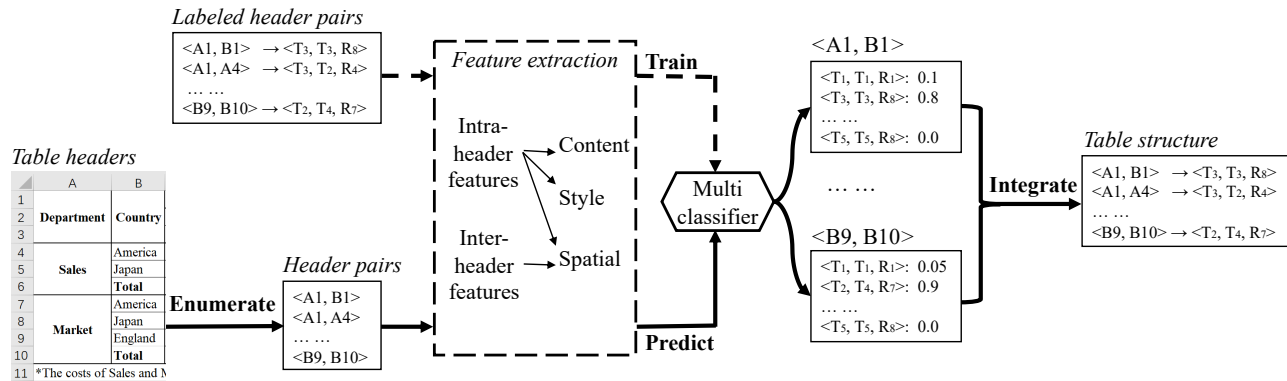 Labeled header pairs
<A1, B1> → <T3, T3, R8>
<A1, A4> → <T3, T2, R4>
... ...
<B9, B10> → <T2, T4, R7>
Table headers
A B
1
2 Department Country
3
4 America
5 Sales Japan
6 Total
7 America
8 Market Japan
9 England
10 Total
11 *The costs of Sales and M
Enumerate
Header pairs
<A1, B1>
<A1, A4>
... ...
<B9, B10>
Feature extraction
Intra-
header
features
Inter-
header
features
Content
Style
Spatial
Train
Predict
Multi
classifier
<A1, B1>
<T1, T1, R1>: 0.1
<T3, T3, R8>: 0.8
... ...
<T5, T5, R8>: 0.0
... ...
<B9, B10>
<T1, T1, R1>: 0.05
<T2, T4, R7>: 0.9
... ...
<T5, T5, R8>: 0.0
Integrate
Table structure
<A1, B1> → <T3, T3, R8>
<A1, A4> → <T3, T2, R4>
... ...
<B9, B10> → <T2, T4, R7>